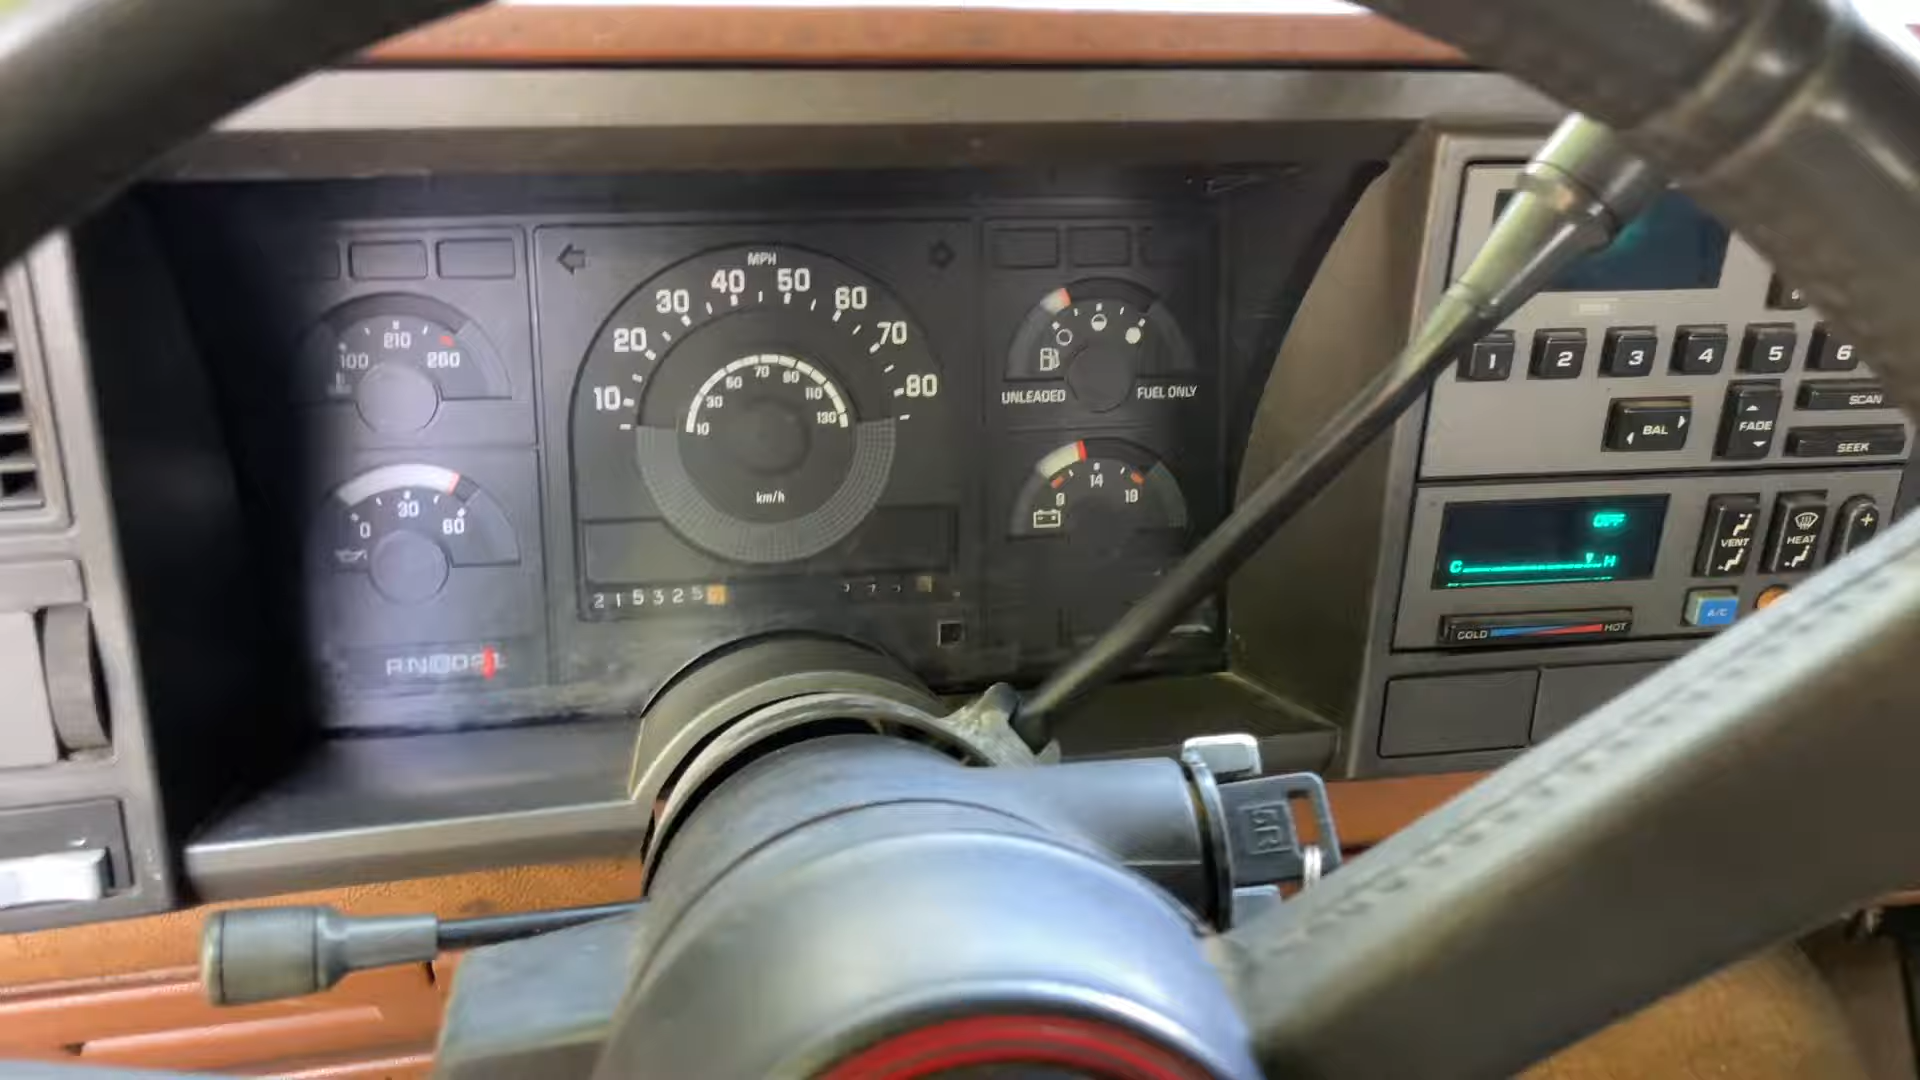 MPH
10 20 30 40 50 60 70 80
10 30 50 70 90 110 130
km/h
2 1 5 3 2 5
100 210 260
0 30 60
UNLEADED FUEL ONLY
9 14 19
1 2 3 4 5 6
BAL FADE SCAN
SEEK
OFF
C H
VENT HEAT +
A/C
COLD HOT